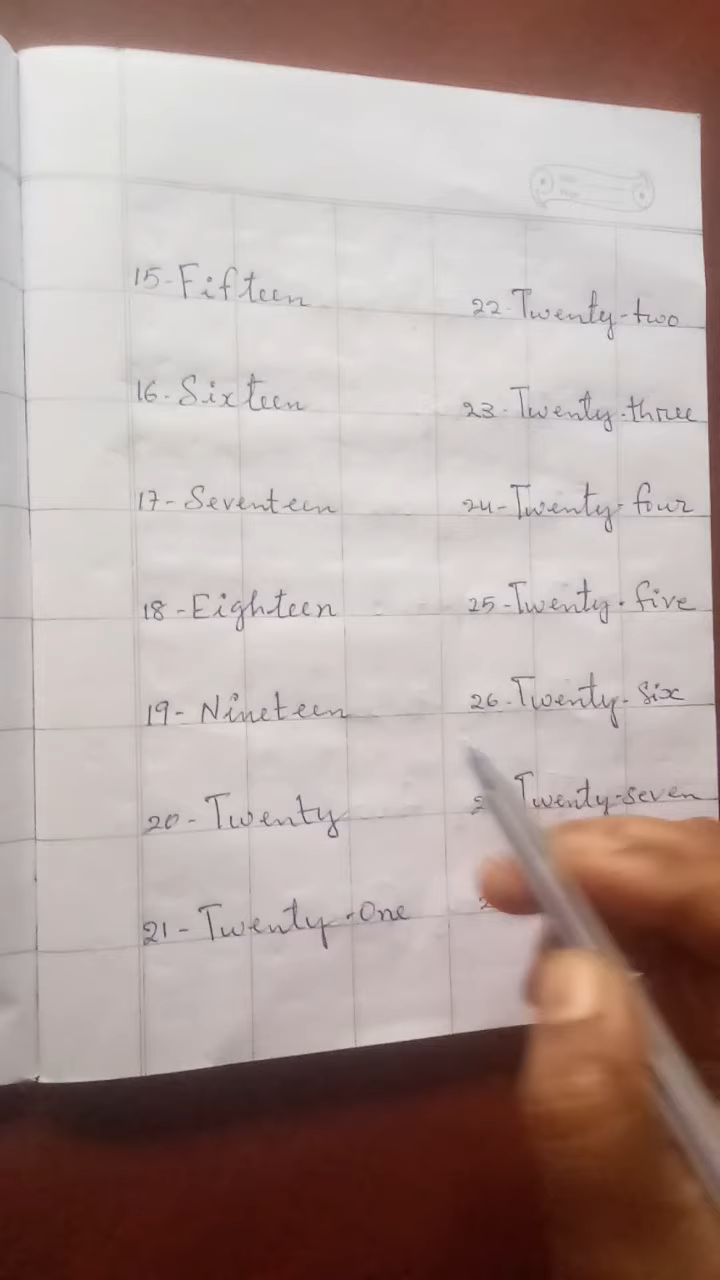 15-Fifteen
16-Sixteen
17-Seventeen
18-Eighteen
19-Nineteen
20-Twenty
21-Twenty-One
22-Twenty-two
23-Twenty-three
24-Twenty-four
25-Twenty-five
26-Twenty-Six
Twenty-seven